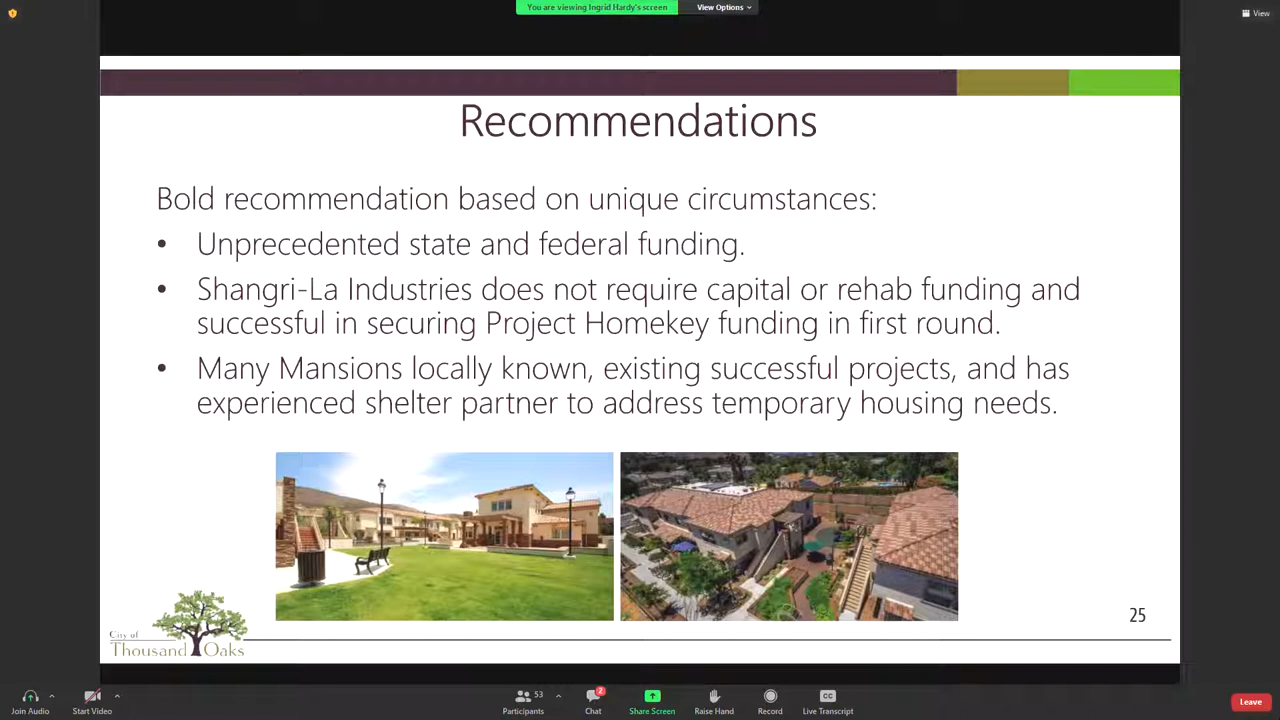 You are viewing Ingrid Hardy's screen
View Options
View
Recommendations
Bold recommendation based on unique circumstances:
• Unprecedented state and federal funding.
• Shangri-La Industries does not require capital or rehab funding and
successful in securing Project Homekey funding in first round.
• Many Mansions locally known, existing successful projects, and has
experienced shelter partner to address temporary housing needs.
25
City of
Thousand Oaks
Join Audio
Start Video
53
Participants
2
Chat
Share Screen
Raise Hand
Record
CC
Live Transcript
Leave